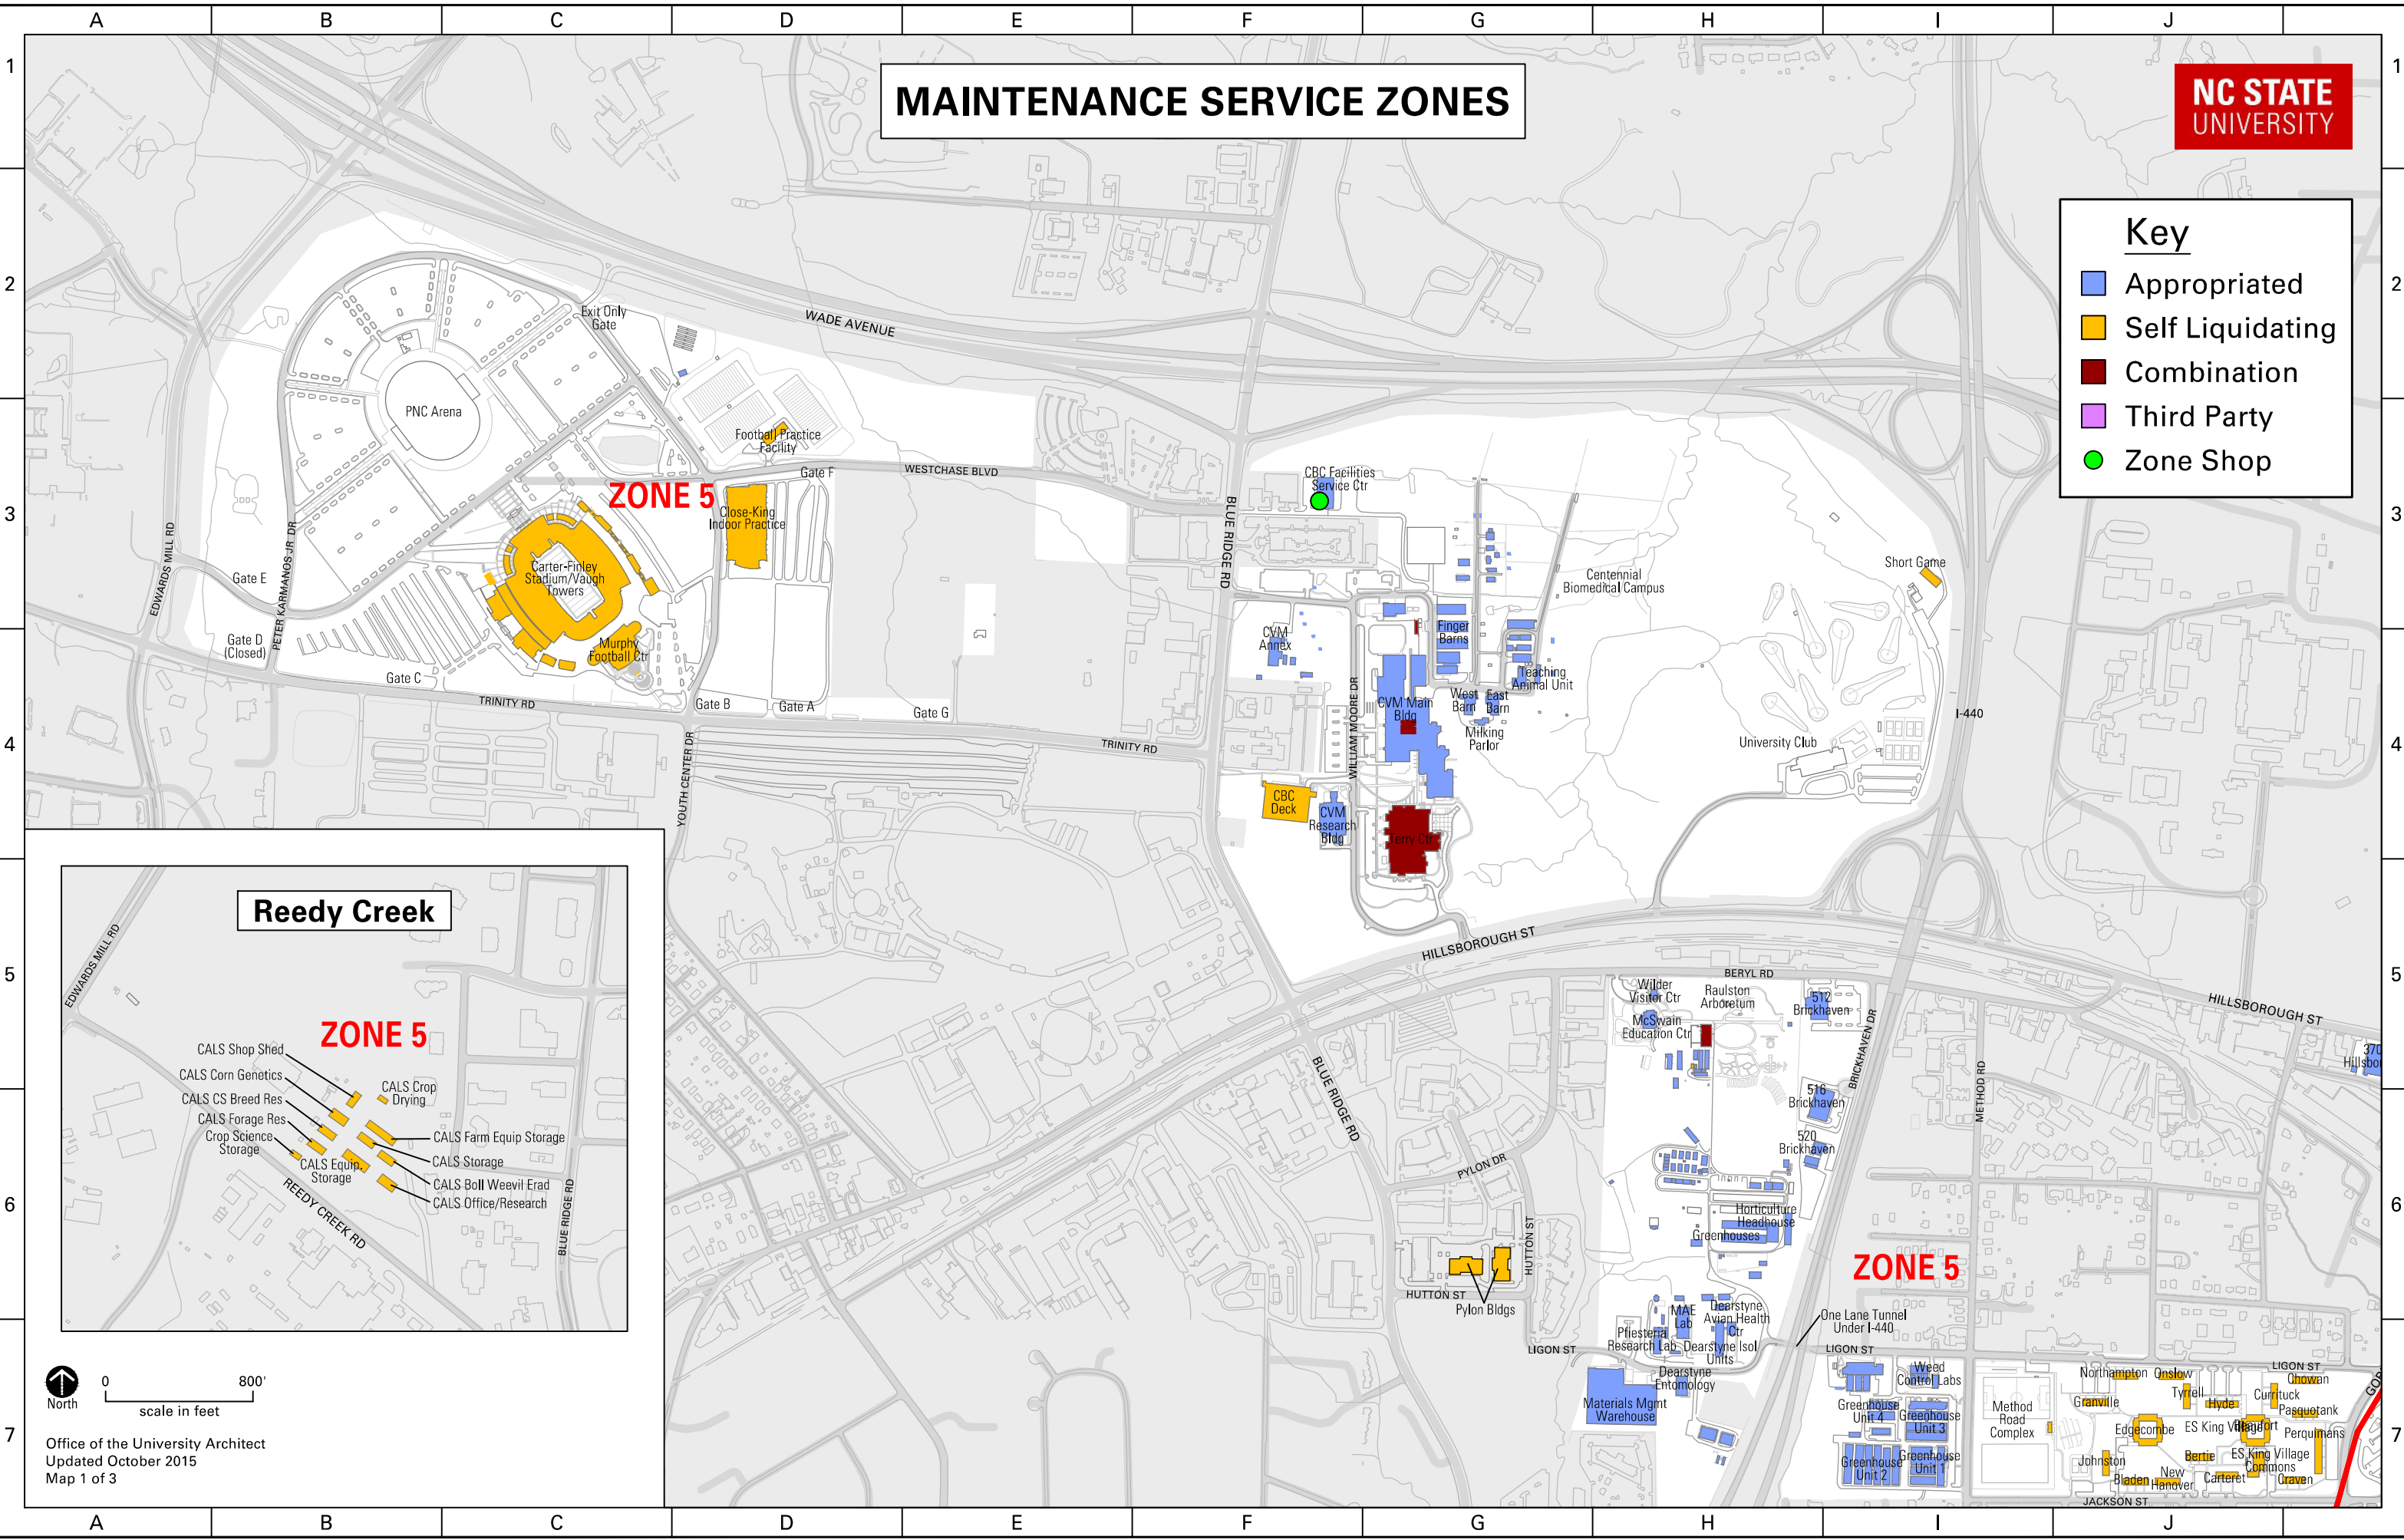 A B C D E F G H I J
1 1
MAINTENANCE SERVICE ZONES
NC STATE
UNIVERSITY
2 2
Key
Appropriated
Self Liquidating
Combination
Third Party
Zone Shop
Exit Only
Gate
WADE AVENUE
PNC Arena
Football Practice
Facility
Gate F
WESTCHASE BLVD
ZONE 5
3 3
Close-King
Indoor Practice
CBC Facilities
Service Ctr
BLUE RIDGE RD
EDWARDS MILL RD
PETER KARMANOS JR DR
Carter-Finley
Stadium/Vaugh
Towers
Gate E
Centennial
Biomedical Campus
Short Game
Gate D
(Closed)
Murphy
Football Ctr
CVM
Annex
Finger
Barns
Teaching
Animal Unit
Gate C
TRINITY RD
Gate B
Gate A
Gate G
TRINITY RD
West
Barn
East
Barn
Milking
Parlor
CVM Main
Bldg
WILLIAM MOORE DR
I-440
University Club
4 4
YOUTH CENTER DR
CBC
Deck
CVM
Research
Bldg
Terry Ctr
Reedy Creek
EDWARDS MILL RD
ZONE 5
CALS Shop Shed
CALS Corn Genetics
CALS CS Breed Res
CALS Forage Res
Crop Science
Storage
CALS Crop
Drying
CALS Farm Equip Storage
CALS Storage
CALS Boll Weevil Erad
CALS Office/Research
CALS Equip.
Storage
REEDY CREEK RD
BLUE RIDGE RD
HILLSBOROUGH ST
5 5
BERYL RD
Wilder
Visitor Ctr
Raulston
Arboretum
McSwain
Education Ctr
512
Brickhaven
BRICKHAVEN DR
HILLSBOROUGH ST
370
Hillsbor
BLUE RIDGE RD
METHOD RD
516
Brickhaven
520
Brickhaven
PYLON DR
6 6
HUTTON ST
Horticulture
Headhouse
Greenhouses
ZONE 5
HUTTON ST
Pylon Bldgs
MAE
Lab
Dearstyne
Avian Health
Ctr
One Lane Tunnel
Under I-440
Pfiesteria
Research Lab
Dearstyne Isol
Units
LIGON ST
LIGON ST
LIGON ST
Dearstyne
Entomology
Materials Mgmt
Warehouse
Weed
Control Labs
Greenhouse
Unit 4
Greenhouse
Unit 3
Greenhouse
Unit 2
Greenhouse
Unit 1
Method
Road
Complex
Northampton
Onslow
Chowan
Granville
Tyrrell
Hyde
Currituck
Pasquotank
Edgecombe
ES King Village
Beaufort
Perquimans
Johnston
Bertie
ES King Village
Commons
Bladen
New
Hanover
Carteret
Craven
JACKSON ST
GOR
7 7
North
0 800'
scale in feet
Office of the University Architect
Updated October 2015
Map 1 of 3
A B C D E F G H I J